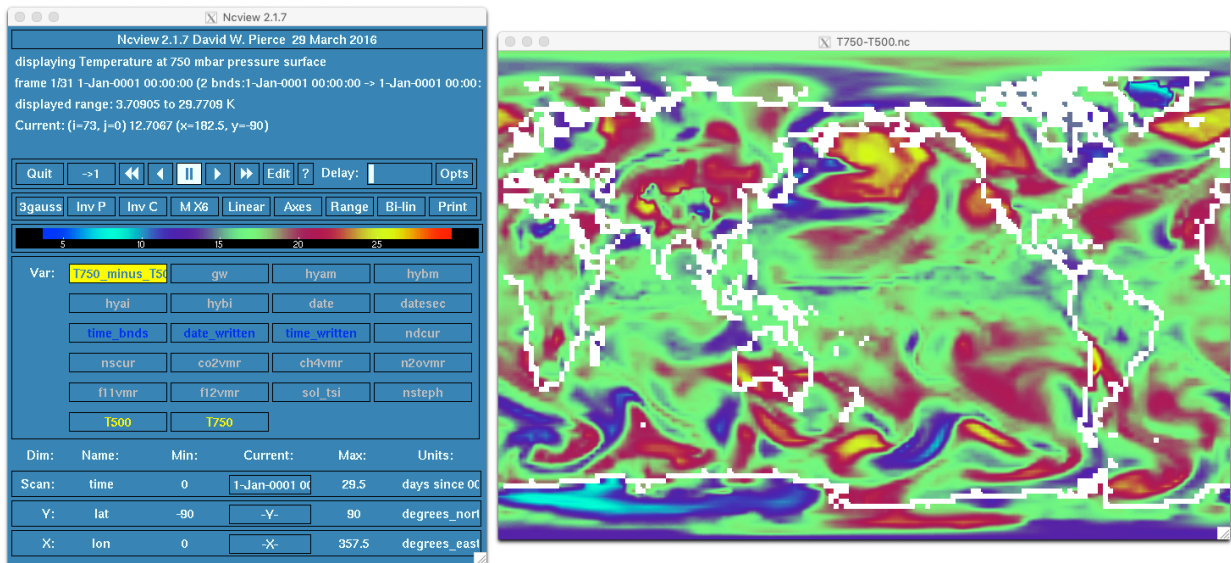 Ncview 2.1.7
Ncview 2.1.7 David W. Pierce 29 March 2016
displaying Temperature at 750 mbar pressure surface
frame 1/31 1-Jan-0001 00:00:00 (2 bnds:1-Jan-0001 00:00:00 -> 1-Jan-0001 00:00:
displayed range: 3.70905 to 29.7709 K
Current: (i=73, j=0) 12.7067 (x=182.5, y=-90)
Quit ->1 Edit ? Delay: Opts
3gauss Inv P Inv C M X6 Linear Axes Range Bi-lin Print
5 10 15 20 25
Var: T750_minus_T50 gw hyam hybm
hyai hybi date datesec
time_bnds date_written time_written ndcur
nscur co2vmr ch4vmr n2ovmr
f11vmr f12vmr sol_tsi nsteph
T500 T750
Dim: Name: Min: Current: Max: Units:
Scan: time 0 1-Jan-0001 00 29.5 days since 00
Y: lat -90 -Y- 90 degrees_nort
X: lon 0 -X- 357.5 degrees_east
T750-T500.nc